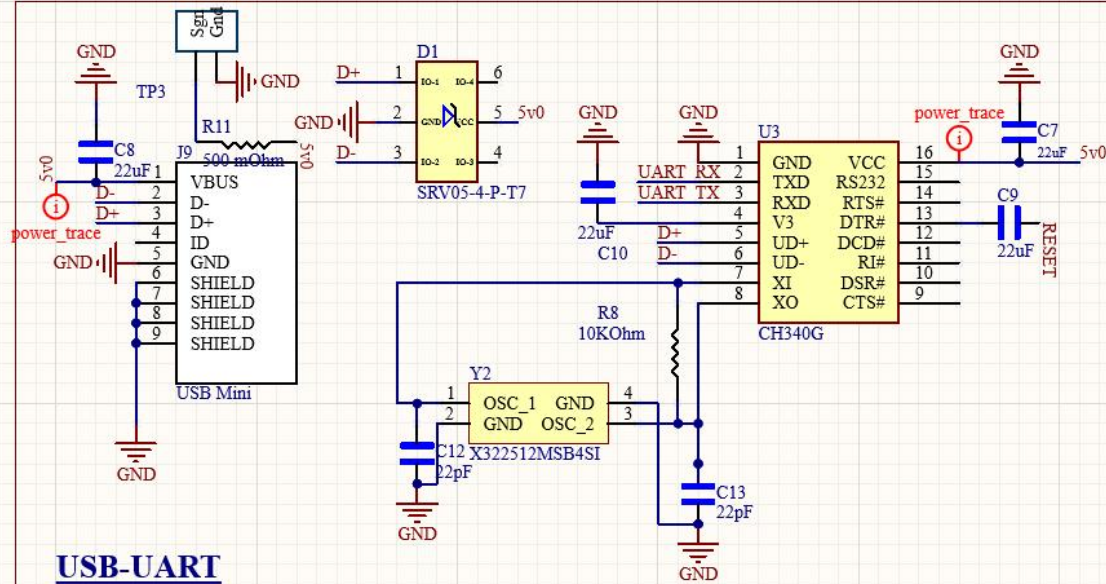 Sgn
Gnd
GND
GND
TP3
R11
500 mOhm
5v0
C8
22uF
5v0
power_trace
J9
1 VBUS
D- 2 D-
D+ 3 D+
4 ID
GND 5 GND
6 SHIELD
7 SHIELD
8 SHIELD
9 SHIELD
USB Mini
GND
D1
D+ 1 IO-1 IO-4 6
GND 2 GND VCC 5 5v0
D- 3 IO-2 IO-3 4
SRV05-4-P-T7
GND
22uF
C10
GND
U3
1 GND VCC 16
UART RX 2 TXD RS232 15
UART TX 3 RXD RTS# 14
4 V3 DTR# 13
D+ 5 UD+ DCD# 12
D- 6 UD- RI# 11
7 XI DSR# 10
8 XO CTS# 9
CH340G
power_trace
GND
C7
22uF
5v0
C9
22uF
RESET
R8
10KOhm
Y2
1 OSC_1 GND 4
2 GND OSC_2 3
X322512MSB4SI
C12
22pF
GND
C13
22pF
GND
USB-UART